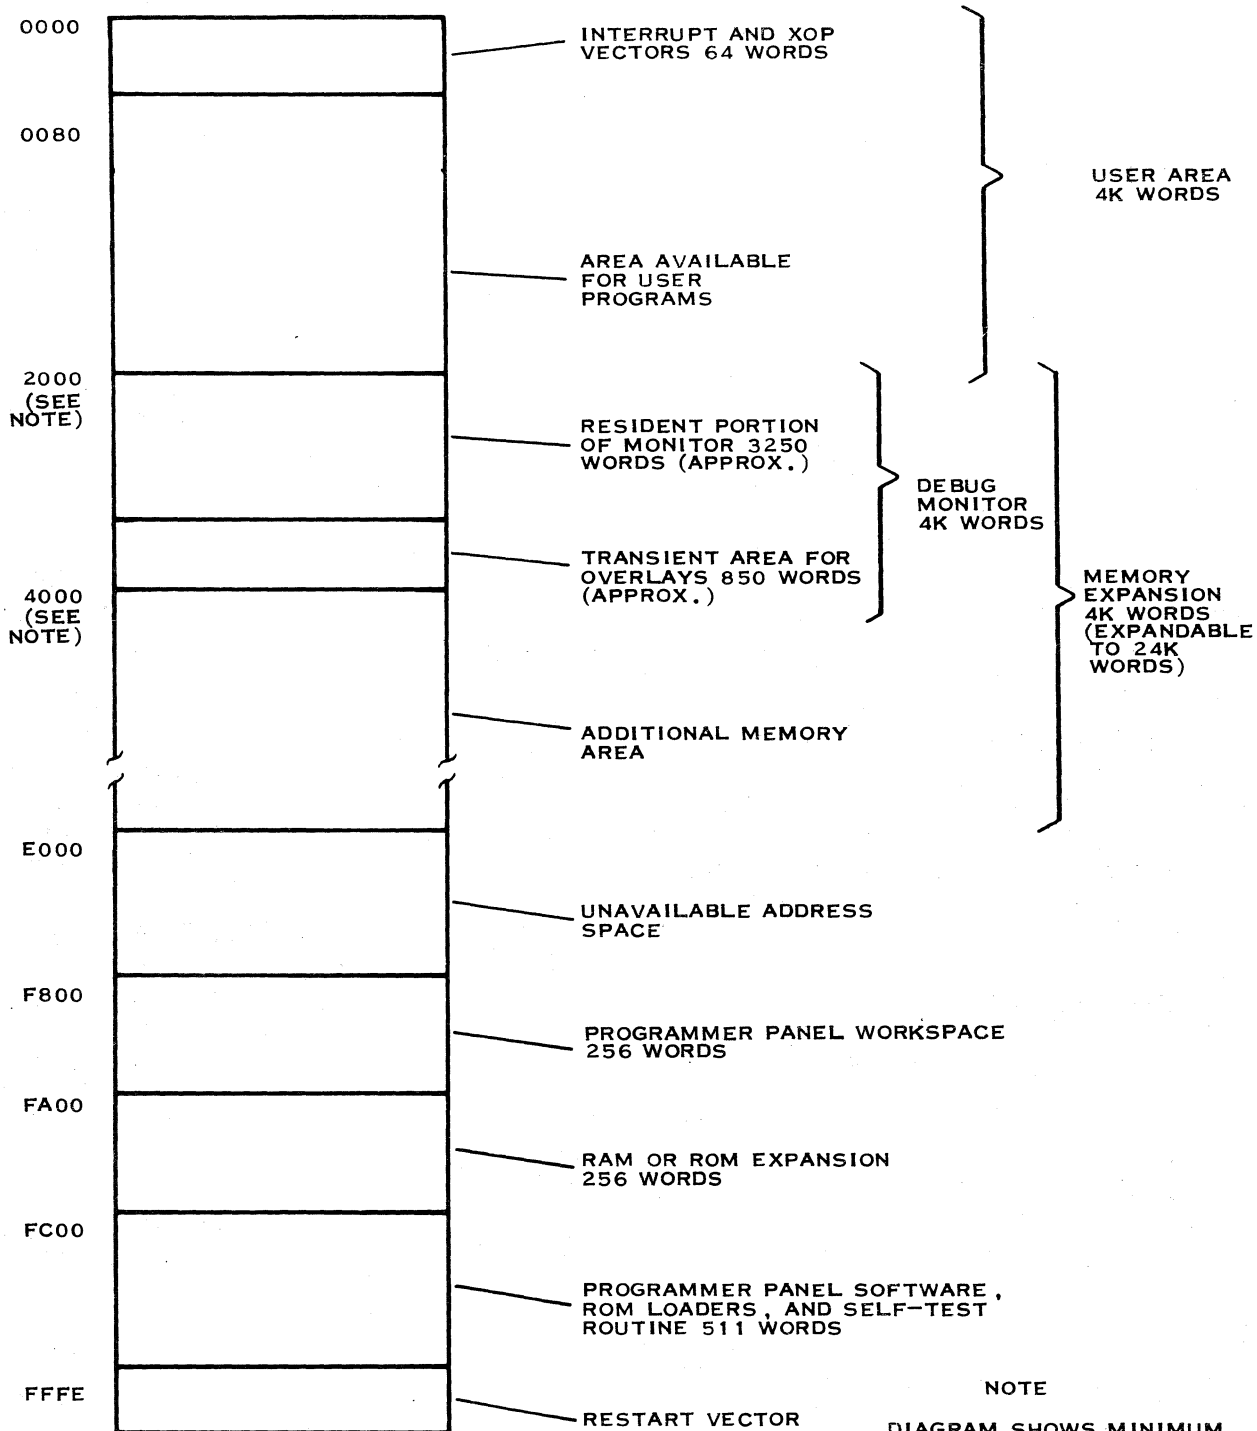 0000
INTERRUPT AND XOP
VECTORS 64 WORDS
0080
USER AREA
4K WORDS
AREA AVAILABLE
FOR USER
PROGRAMS
2000
(SEE
NOTE)
RESIDENT PORTION
OF MONITOR 3250
WORDS (APPROX.)
DEBUG
MONITOR
4K WORDS
TRANSIENT AREA FOR
OVERLAYS 850 WORDS
(APPROX.)
4000
(SEE
NOTE)
MEMORY
EXPANSION
4K WORDS
(EXPANDABLE
TO 24K
WORDS)
ADDITIONAL MEMORY
AREA
E000
UNAVAILABLE ADDRESS
SPACE
F800
PROGRAMMER PANEL WORKSPACE
256 WORDS
FA00
RAM OR ROM EXPANSION
256 WORDS
FC00
PROGRAMMER PANEL SOFTWARE,
ROM LOADERS, AND SELF-TEST
ROUTINE 511 WORDS
FFFE
RESTART VECTOR
NOTE
DIAGRAM SHOWS MINIMUM